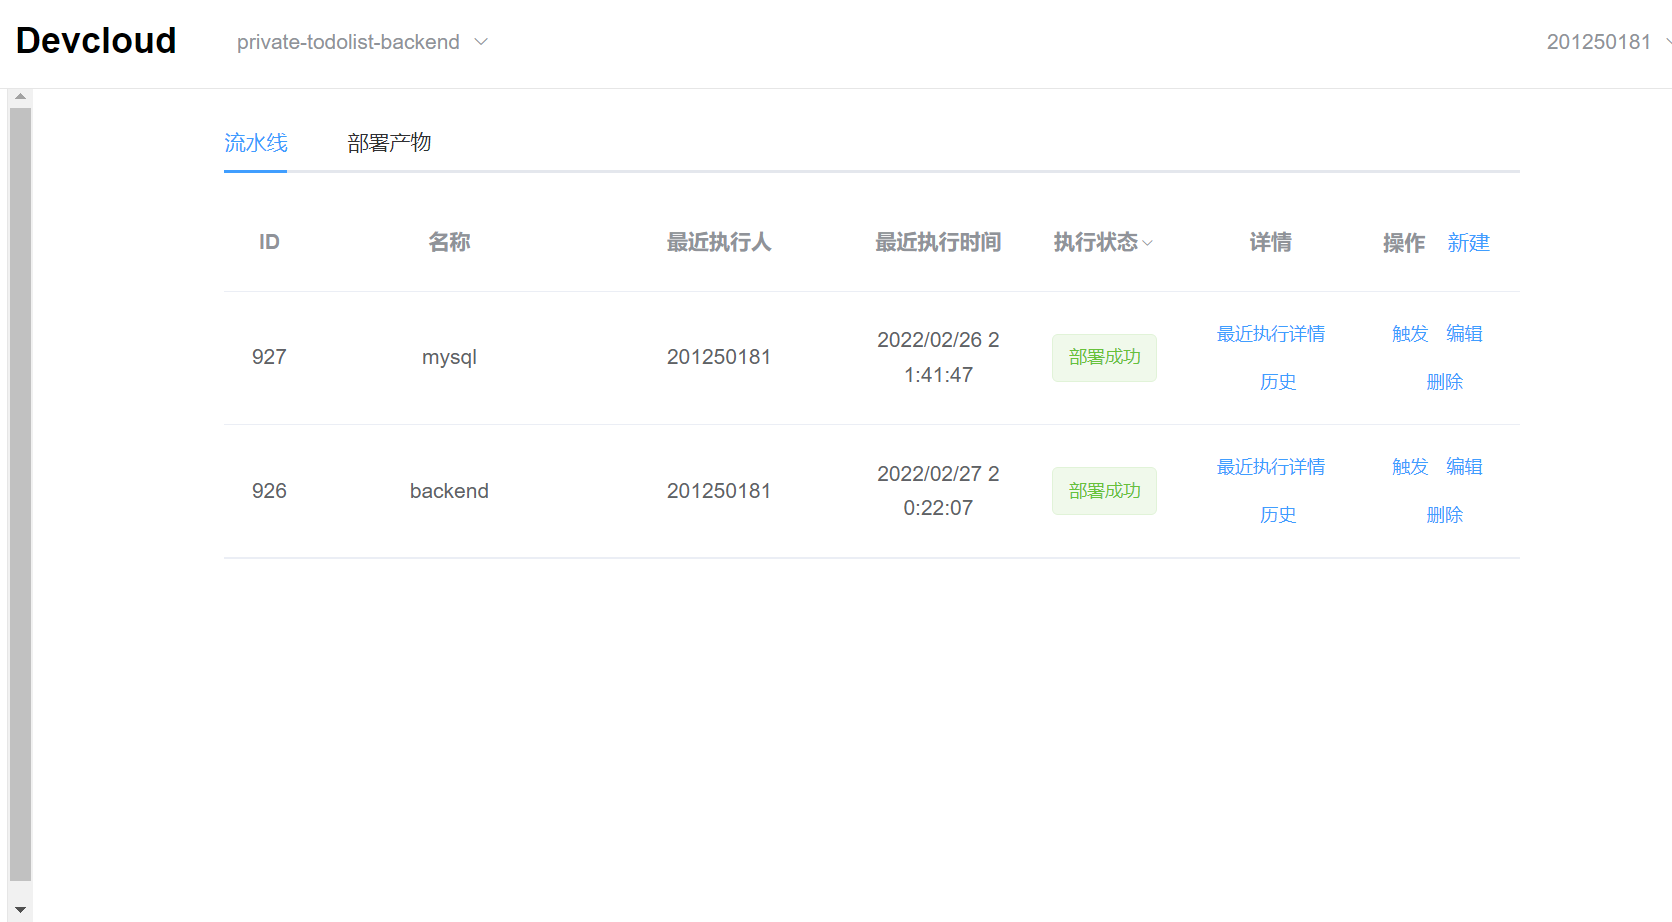 Devcloud private-todolist-backend 201250181
流水线 部署产物
ID 名称 最近执行人 最近执行时间 执行状态 详情 操作 新建
927 mysql 201250181 2022/02/26 2 部署成功 最近执行详情 触发 编辑
1:41:47 历史 删除
926 backend 201250181 2022/02/27 2 部署成功 最近执行详情 触发 编辑
0:22:07 历史 删除